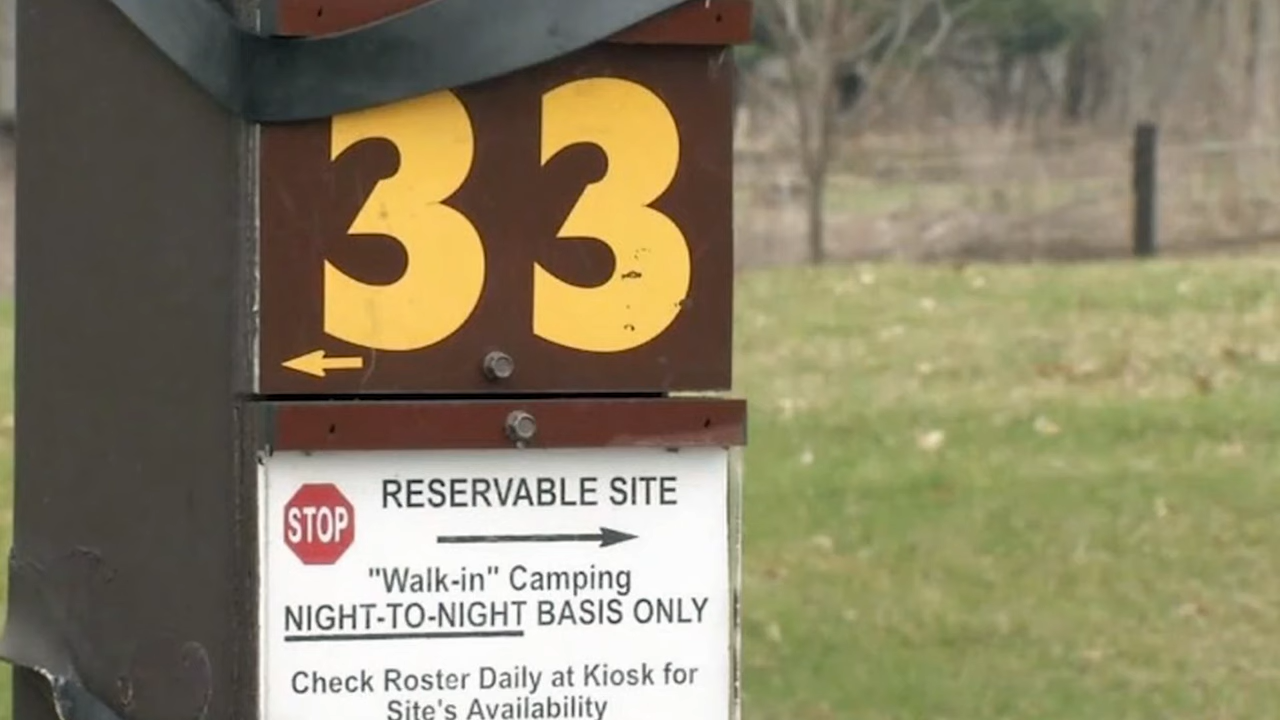 33
RESERVABLE SITE
STOP
"Walk-in" Camping
NIGHT-TO-NIGHT BASIS ONLY
Check Roster Daily at Kiosk for
Site's Availability